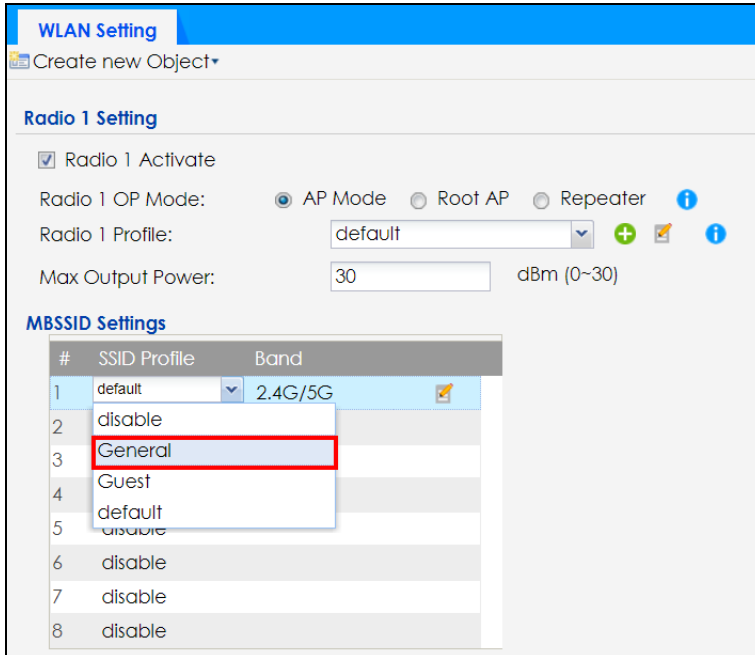 WLAN Setting
Create new Object
Radio 1 Setting
Radio 1 Activate
Radio 1 OP Mode: AP Mode Root AP Repeater
Radio 1 Profile: default
Max Output Power: 30 dBm (0~30)
MBSSID Settings
# SSID Profile Band
1 default 2.4G/5G
disable
2
General
3
Guest
4
default
5 disable
6 disable
7 disable
8 disable